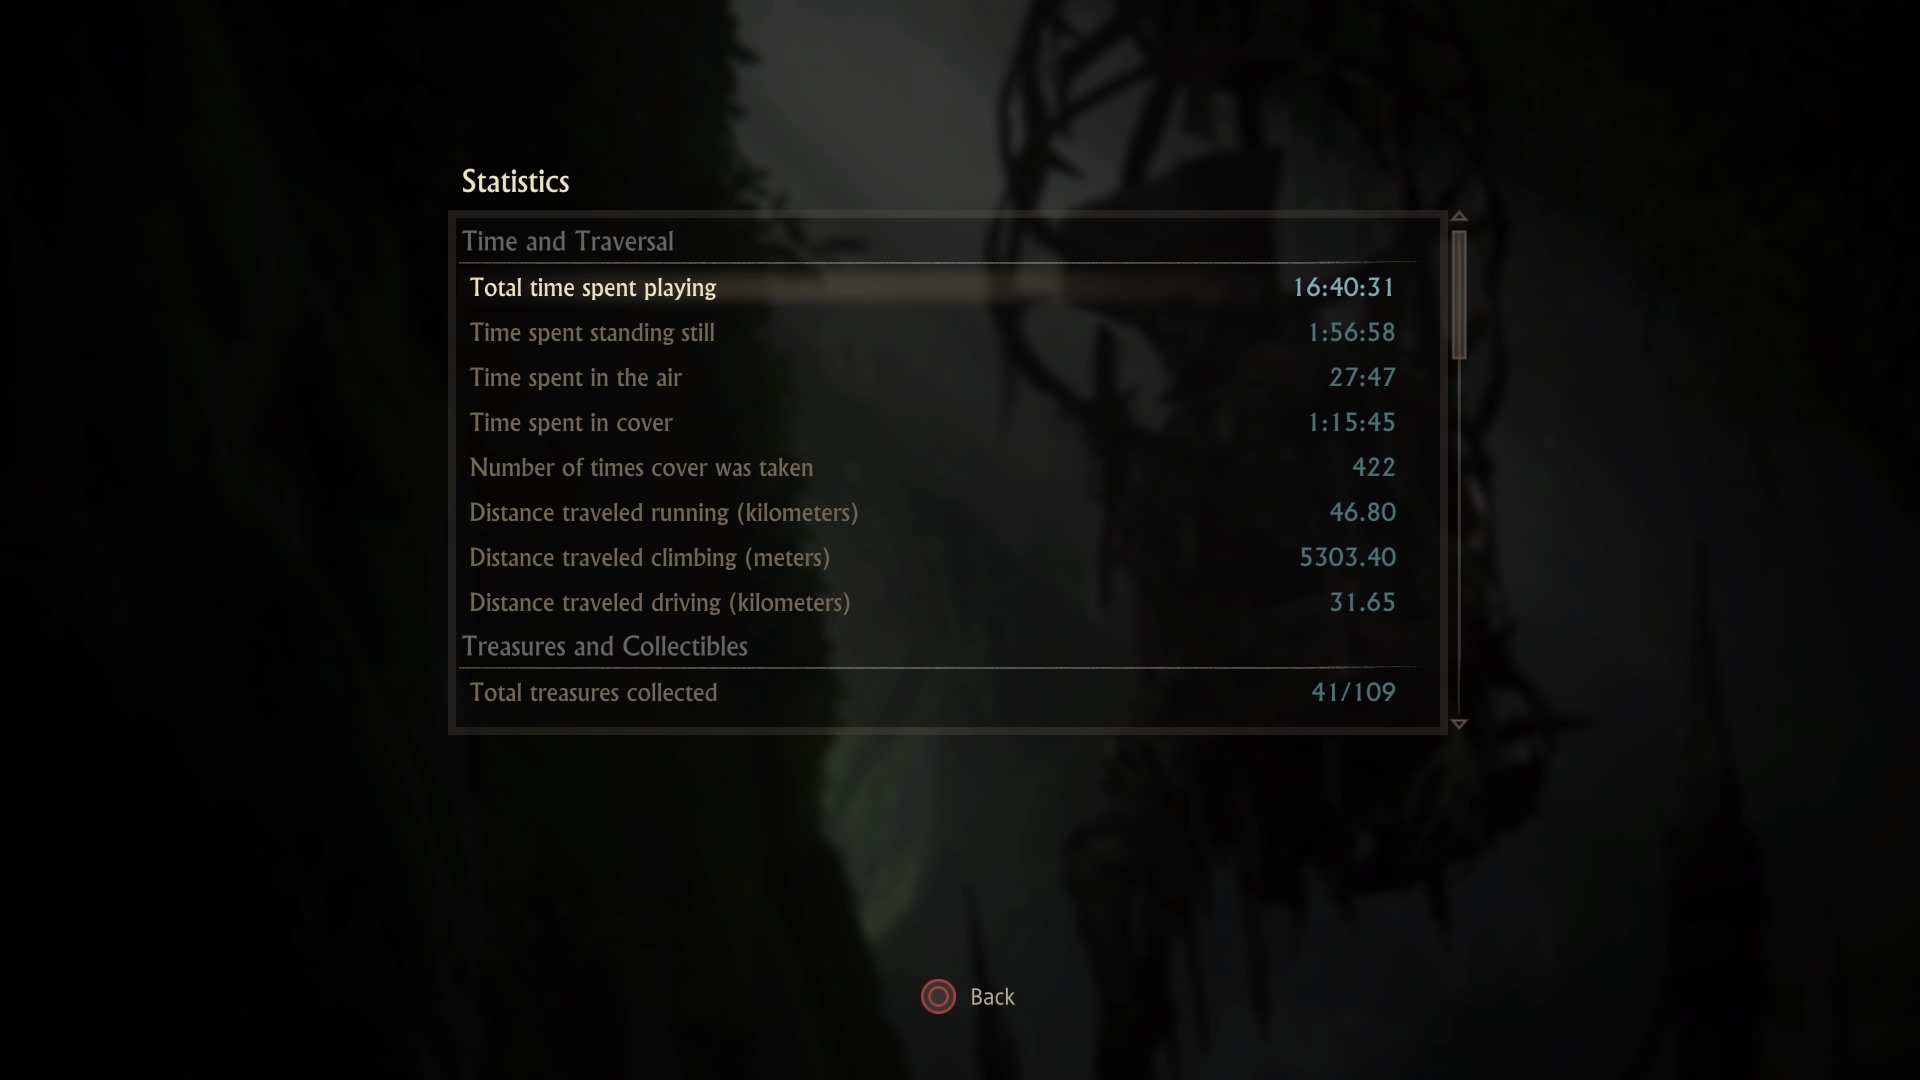 Statistics
Time and Traversal
Total time spent playing 16:40:31
Time spent standing still 1:56:58
Time spent in the air 27:47
Time spent in cover 1:15:45
Number of times cover was taken 422
Distance traveled running (kilometers) 46.80
Distance traveled climbing (meters) 5303.40
Distance traveled driving (kilometers) 31.65
Treasures and Collectibles
Total treasures collected 41/109
Back